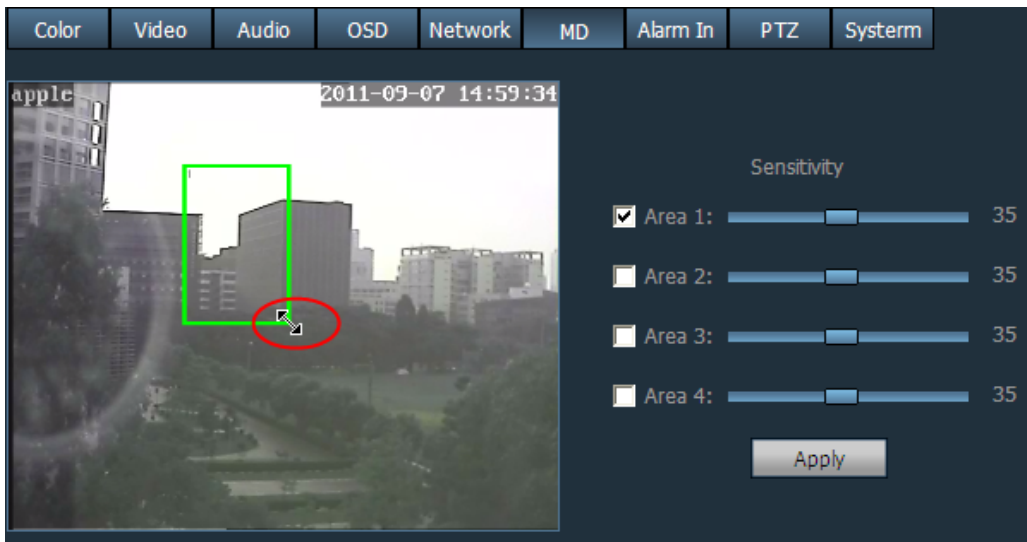 Color Video Audio OSD Network MD Alarm In PTZ Systerm
apple 2011-09-07 14:59:34
Sensitivity
Area 1: 35
Area 2: 35
Area 3: 35
Area 4: 35
Apply